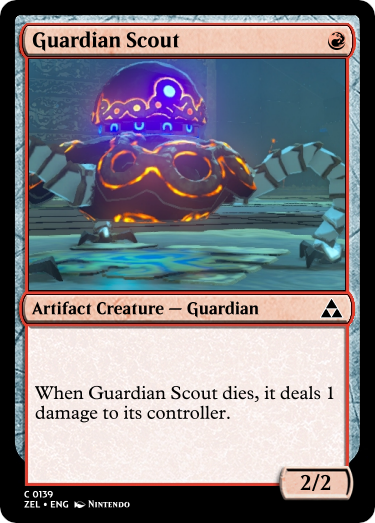 Guardian Scout
Artifact Creature — Guardian
When Guardian Scout dies, it deals 1
damage to its controller.
2/2
C 0139
ZEL • ENG Nintendo